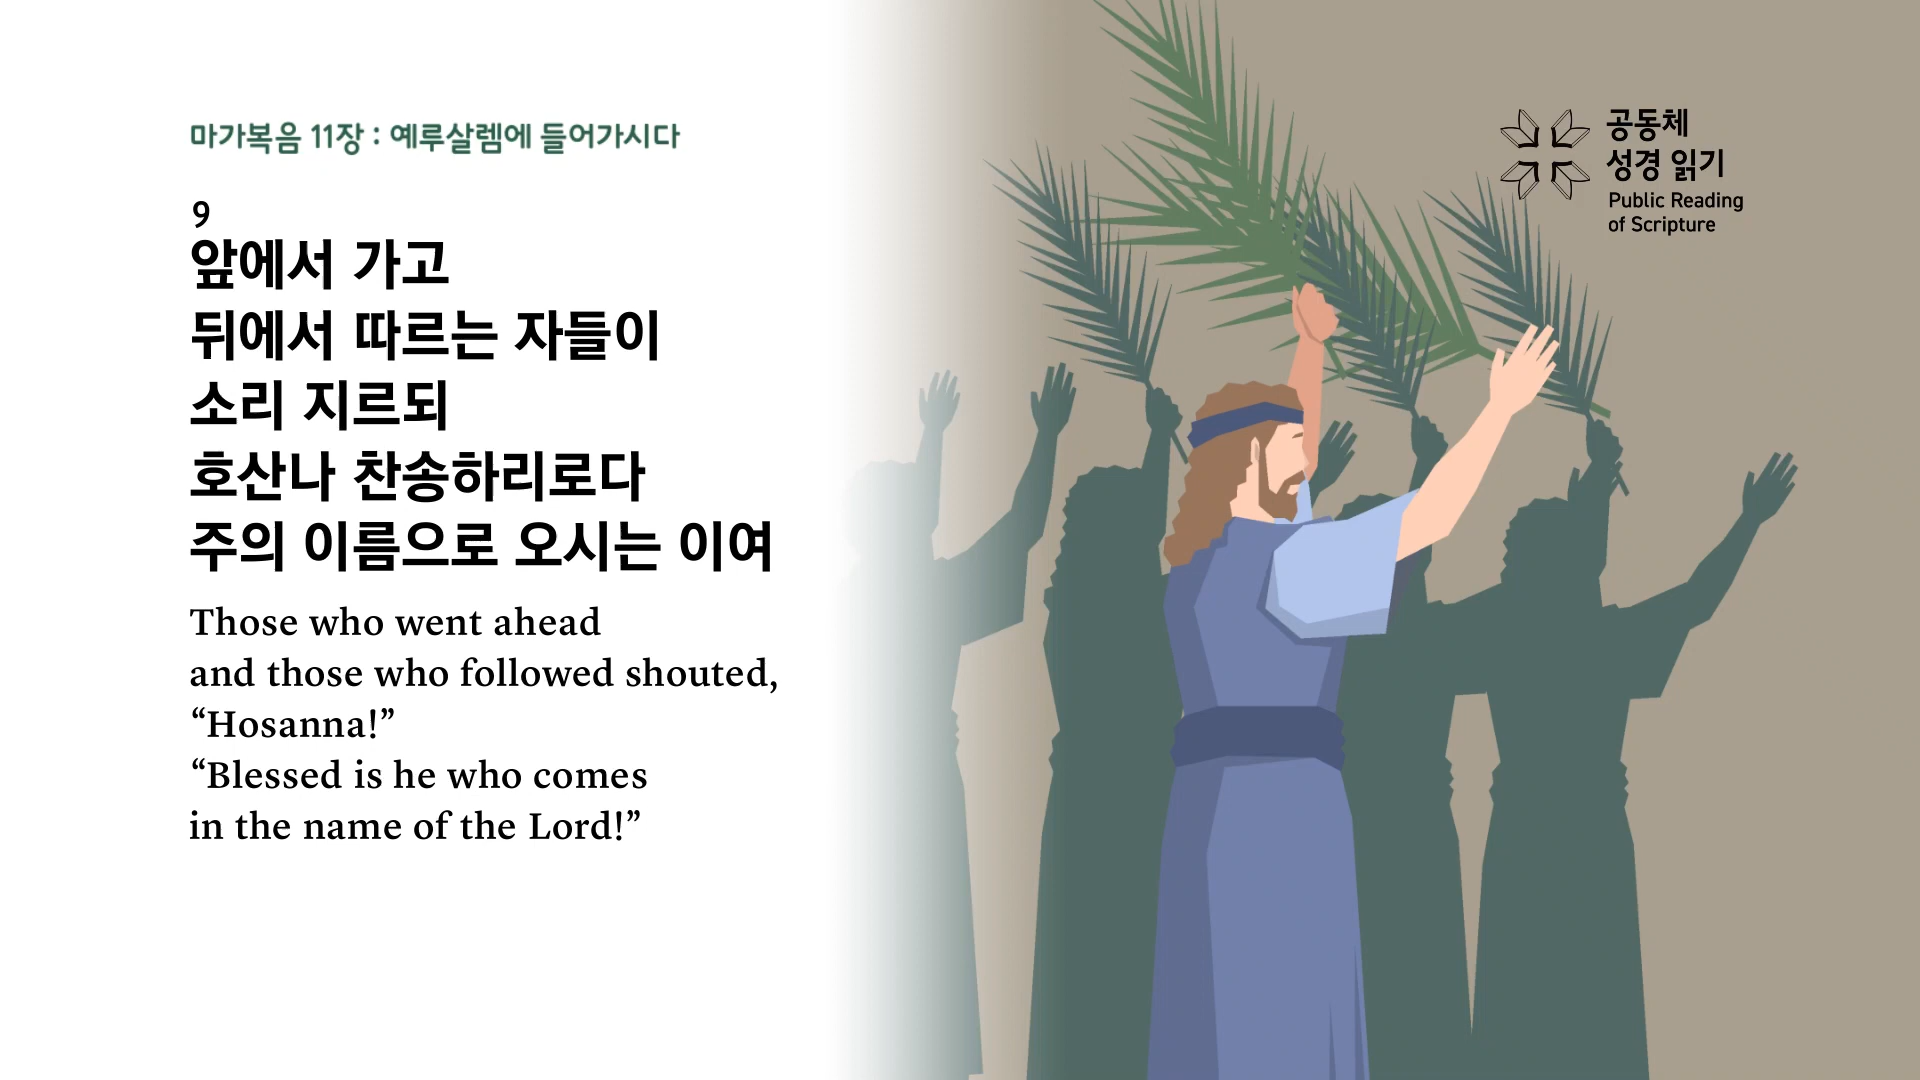 마가복음 11장 : 예루살렘에 들어가시다
9
앞에서 가고
뒤에서 따르는 자들이
소리 지르되
호산나 찬송하리로다
주의 이름으로 오시는 이여
Those who went ahead
and those who followed shouted,
“Hosanna!”
“Blessed is he who comes
in the name of the Lord!”
공동체
성경 읽기
Public Reading
of Scripture